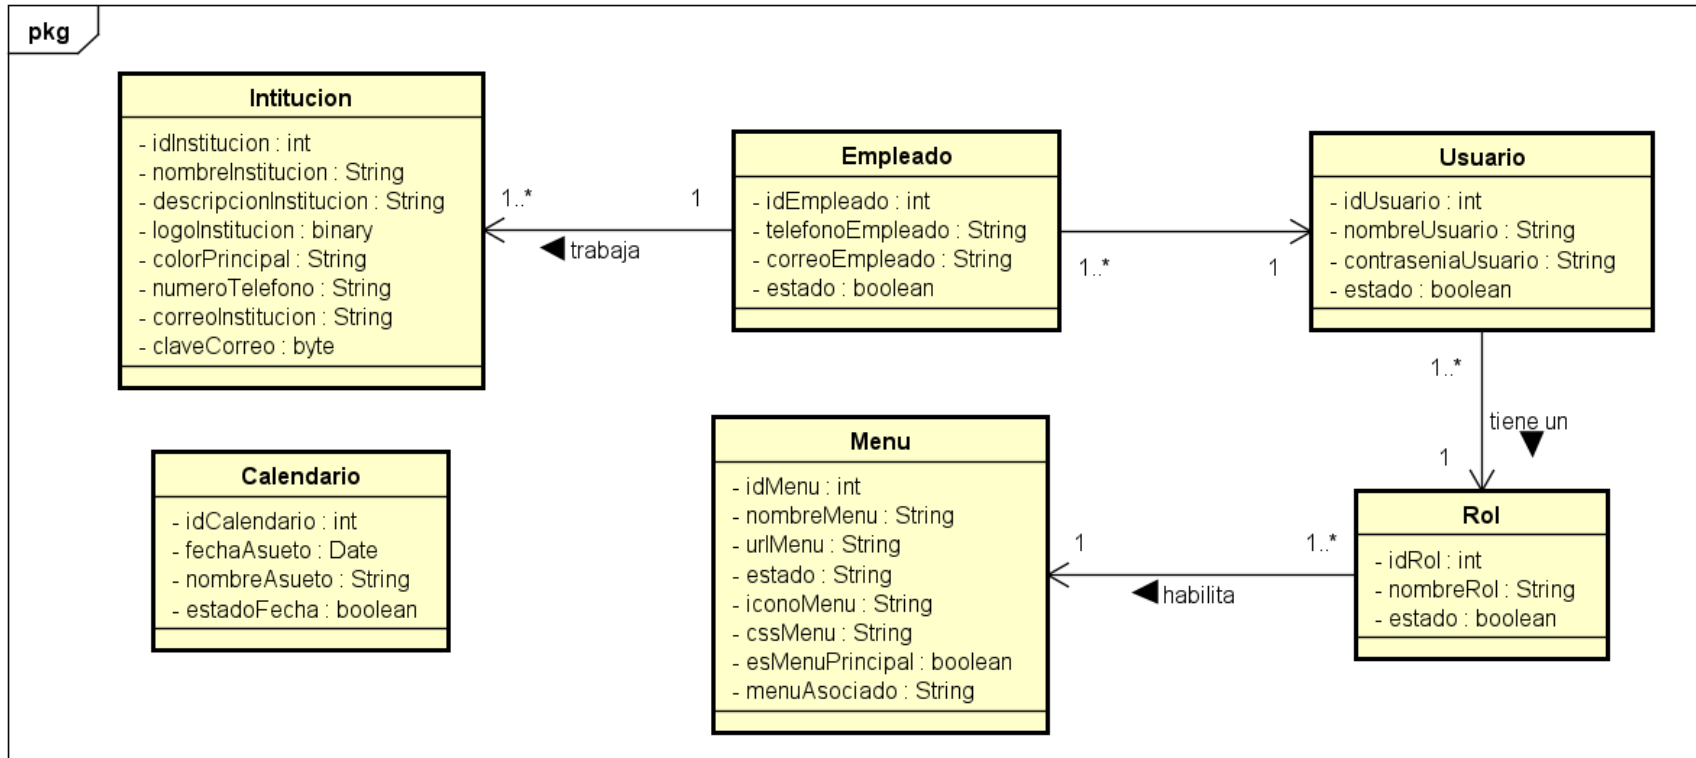 pkg
Intitucion
- idInstitucion : int
- nombreInstitucion : String
- descripcionInstitucion : String
- logoInstitucion : binary
- colorPrincipal : String
- numeroTelefono : String
- correoInstitucion : String
- claveCorreo : byte
1..*
1
trabaja
Empleado
- idEmpleado : int
- telefonoEmpleado : String
- correoEmpleado : String
- estado : boolean
1..*
1
Usuario
- idUsuario : int
- nombreUsuario : String
- contraseniaUsuario : String
- estado : boolean
1..*
tiene un
1
Calendario
- idCalendario : int
- fechaAsueto : Date
- nombreAsueto : String
- estadoFecha : boolean
Menu
- idMenu : int
- nombreMenu : String
- urlMenu : String
- estado : String
- iconoMenu : String
- cssMenu : String
- esMenuPrincipal : boolean
- menuAsociado : String
1
1..*
habilita
Rol
- idRol : int
- nombreRol : String
- estado : boolean